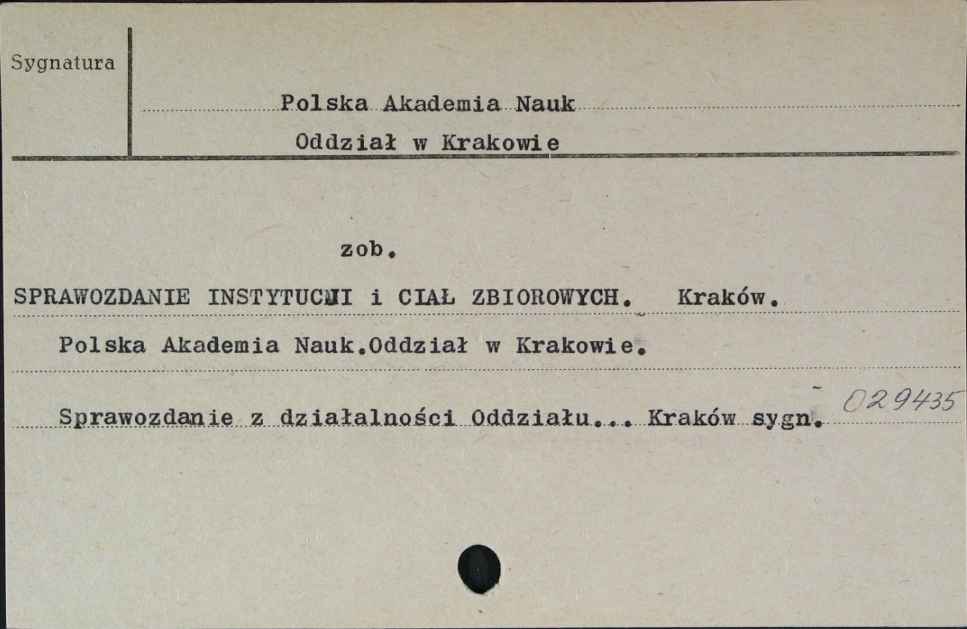 Sygnatura
Polska Akademia Nauk
Oddział w Krakowie
zob.
SPRAWOZDANIE INSTYTUCJI i CIAŁ ZBIOROWYCH. Kraków.
Polska Akademia Nauk.Oddział w Krakowie.
Sprawozdanie z działalności Oddziału... Kraków sygn. 029435